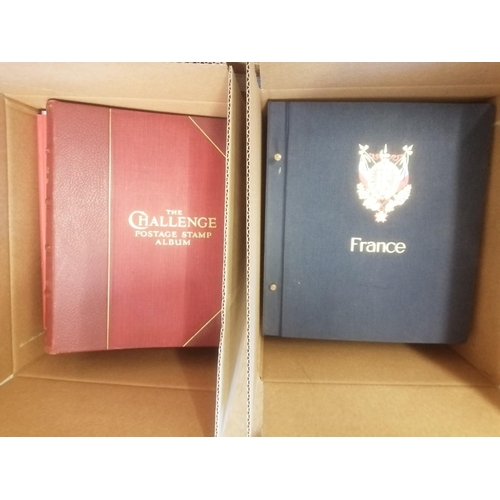 THE
CHALLENGE
POSTAGE STAMP
ALBUM
France